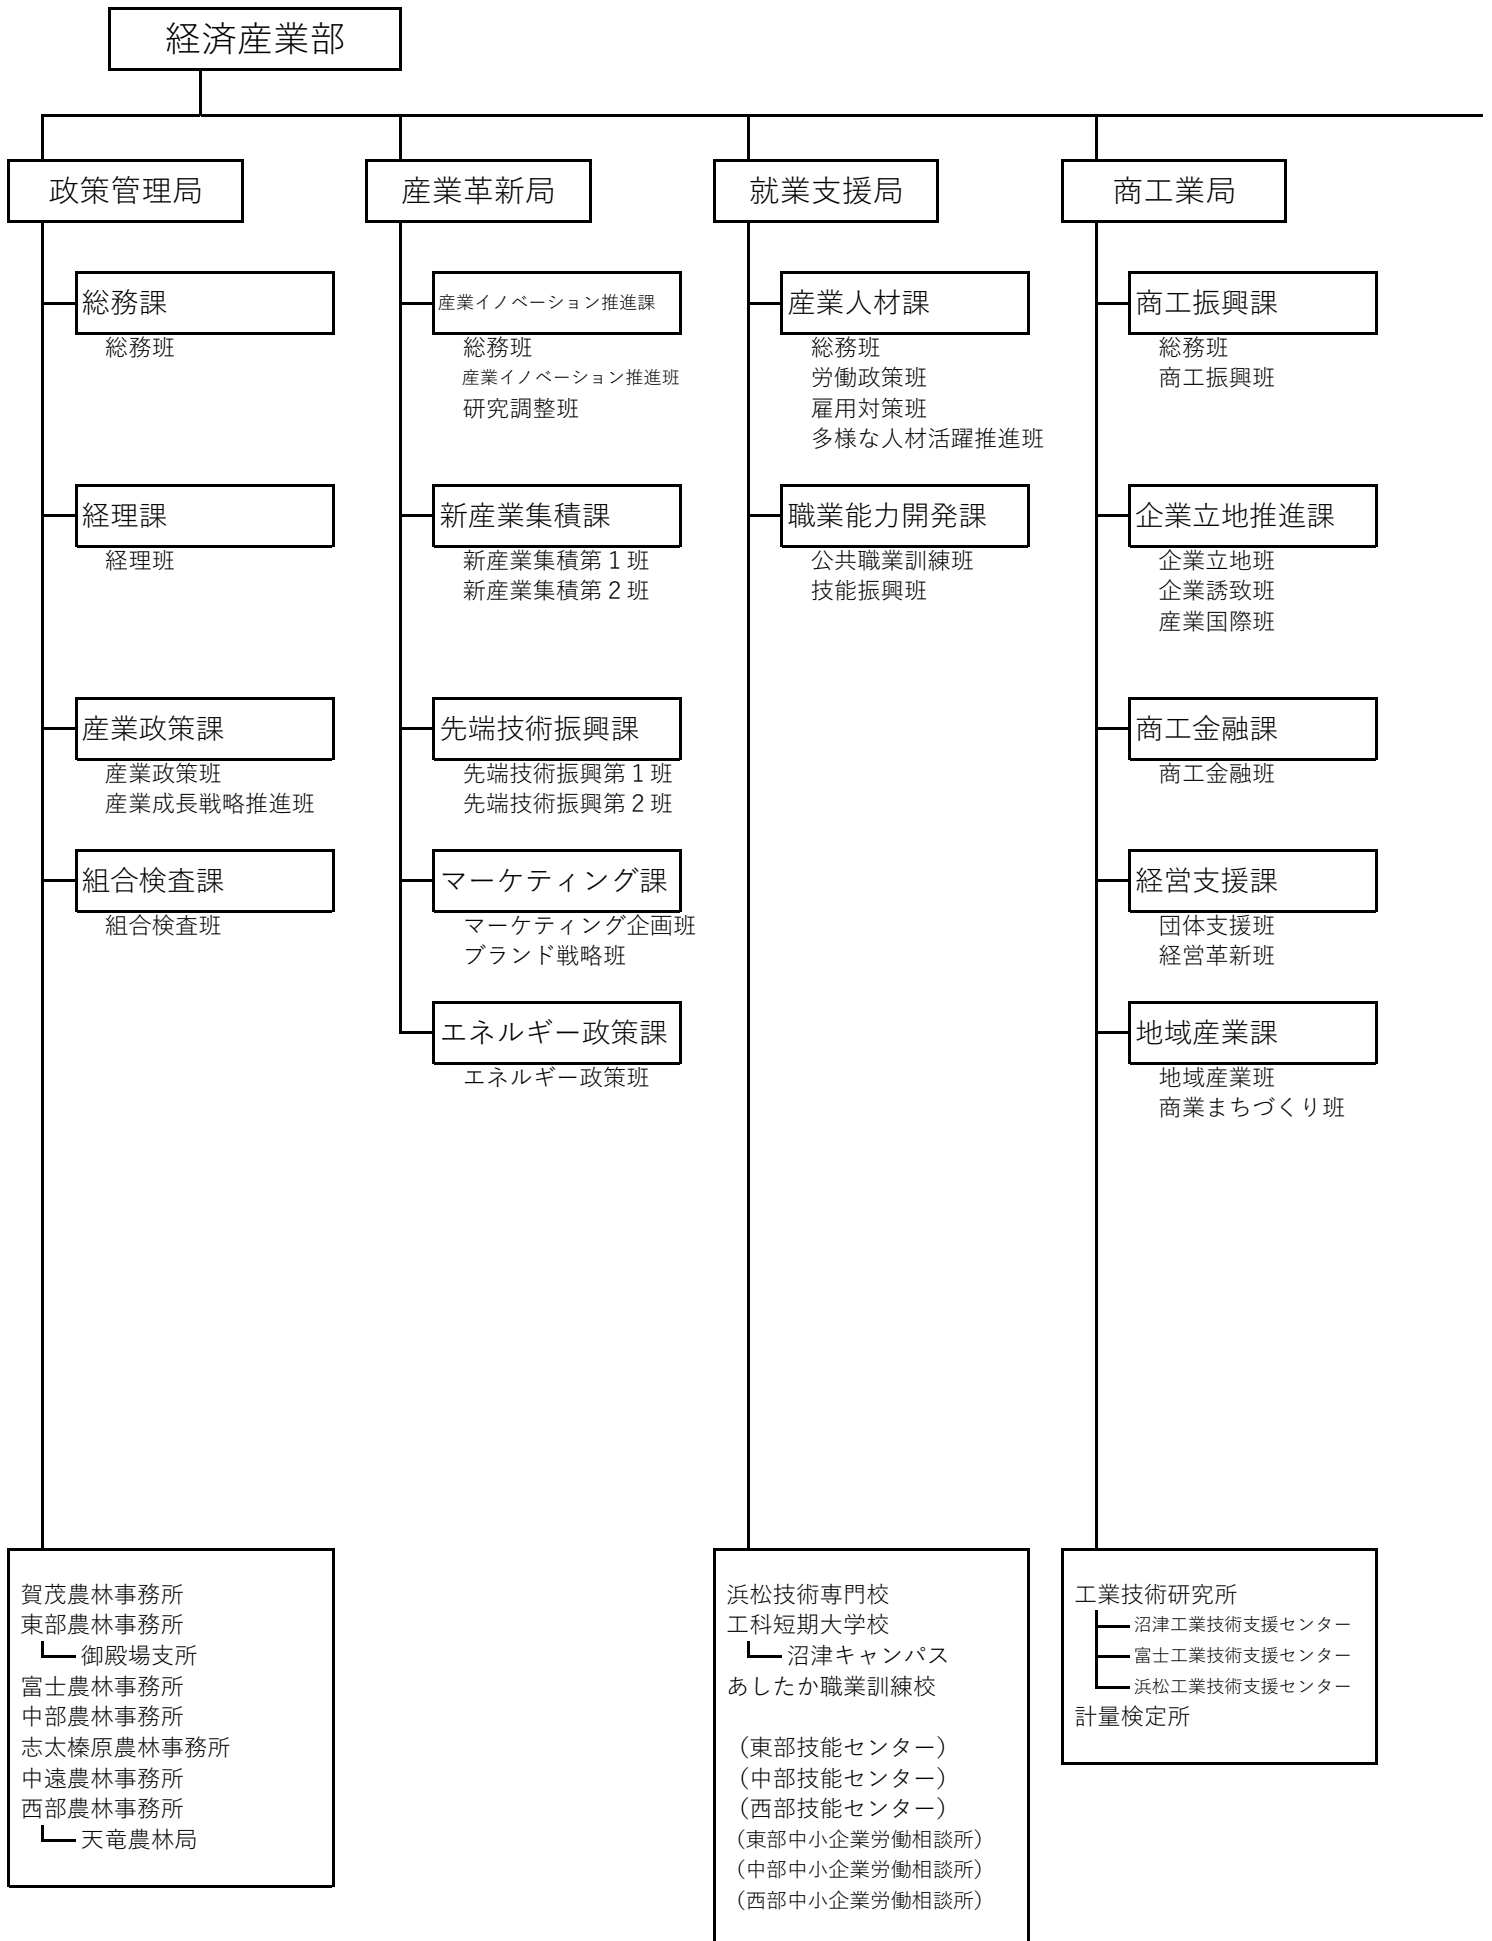 経済産業部
政策管理局
総務課
総務班
経理課
経理班
産業政策課
産業政策班
産業成長戦略推進班
組合検査課
組合検査班
賀茂農林事務所
東部農林事務所
御殿場支所
富士農林事務所
中部農林事務所
志太榛原農林事務所
中遠農林事務所
西部農林事務所
天竜農林局
産業革新局
産業イノベーション推進課
総務班
産業イノベーション推進班
研究調整班
新産業集積課
新産業集積第１班
新産業集積第２班
先端技術振興課
先端技術振興第１班
先端技術振興第２班
マーケティング課
マーケティング企画班
ブランド戦略班
エネルギー政策課
エネルギー政策班
就業支援局
産業人材課
総務班
労働政策班
雇用対策班
多様な人材活躍推進班
職業能力開発課
公共職業訓練班
技能振興班
浜松技術専門校
工科短期大学校
沼津キャンパス
あしたか職業訓練校
（東部技能センター）
（中部技能センター）
（西部技能センター）
（東部中小企業労働相談所）
（中部中小企業労働相談所）
（西部中小企業労働相談所）
商工業局
商工振興課
総務班
商工振興班
企業立地推進課
企業立地班
企業誘致班
産業国際班
商工金融課
商工金融班
経営支援課
団体支援班
経営革新班
地域産業課
地域産業班
商業まちづくり班
工業技術研究所
沼津工業技術支援センター
富士工業技術支援センター
浜松工業技術支援センター
計量検定所